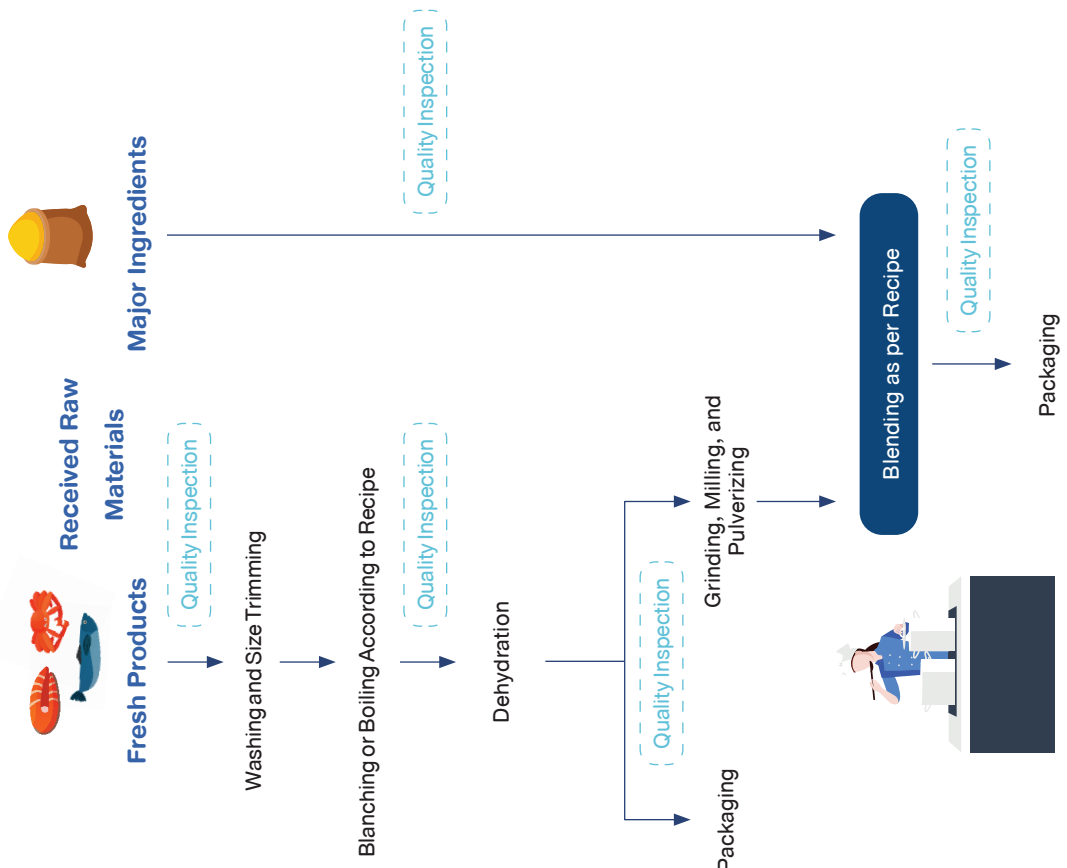 Received Raw
Materials
Fresh Products
Major Ingredients
Quality Inspection
Washing and Size Trimming
Blanching or Boiling According to Recipe
Quality Inspection
Quality Inspection
Dehydration
Quality Inspection
Packaging
Grinding, Milling, and
Pulverizing
Blending as per Recipe
Quality Inspection
Packaging